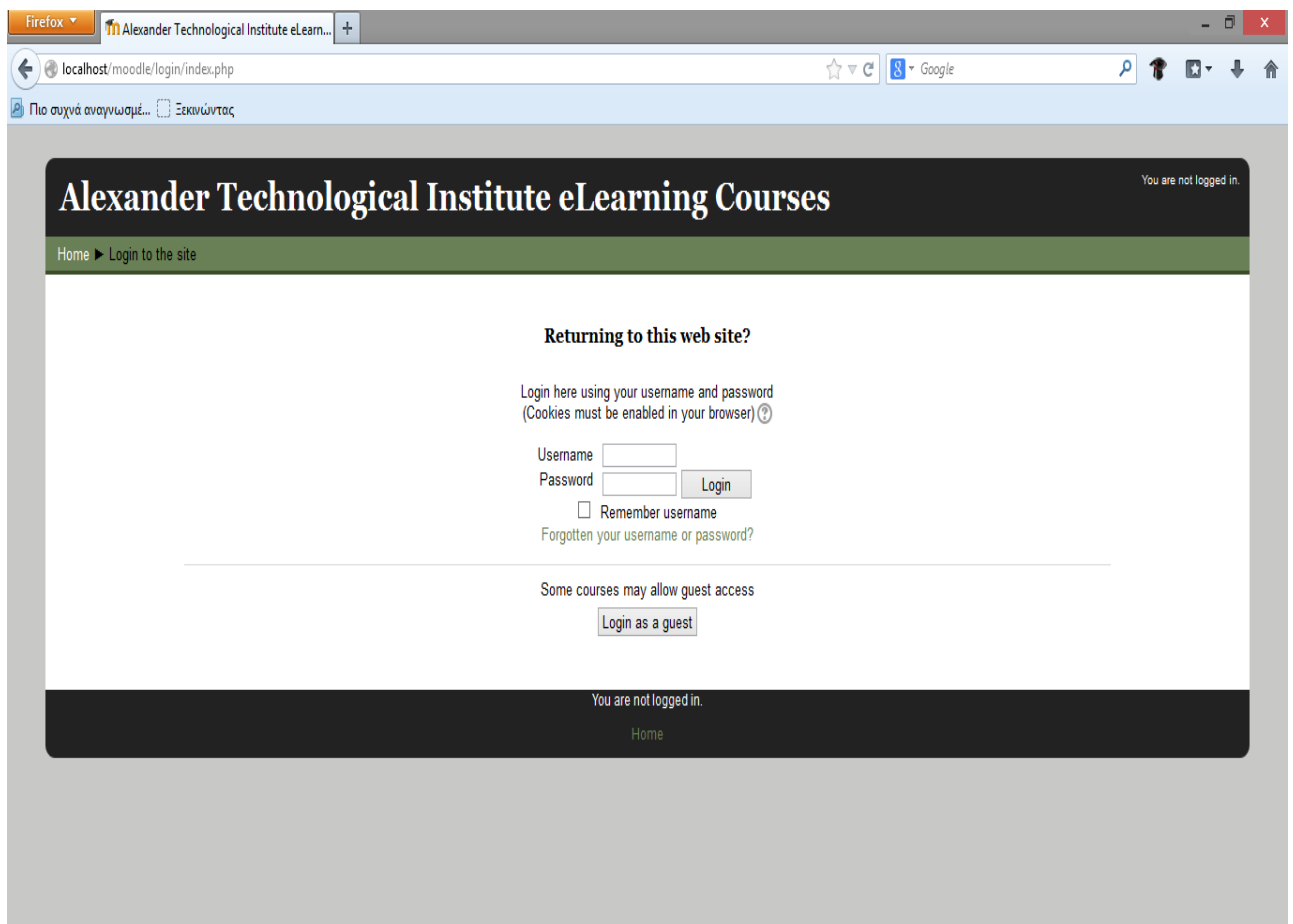 Firefox
Alexander Technological Institute eLearn...
localhost/moodle/login/index.php
Google
Πιο συχνά αναγνωσμέ... Ξεκινώντας
Alexander Technological Institute eLearning Courses
You are not logged in.
Home ► Login to the site
Returning to this web site?
Login here using your username and password
(Cookies must be enabled in your browser)
Username
Password
Login
Remember username
Forgotten your username or password?
Some courses may allow guest access
Login as a guest
You are not logged in.
Home